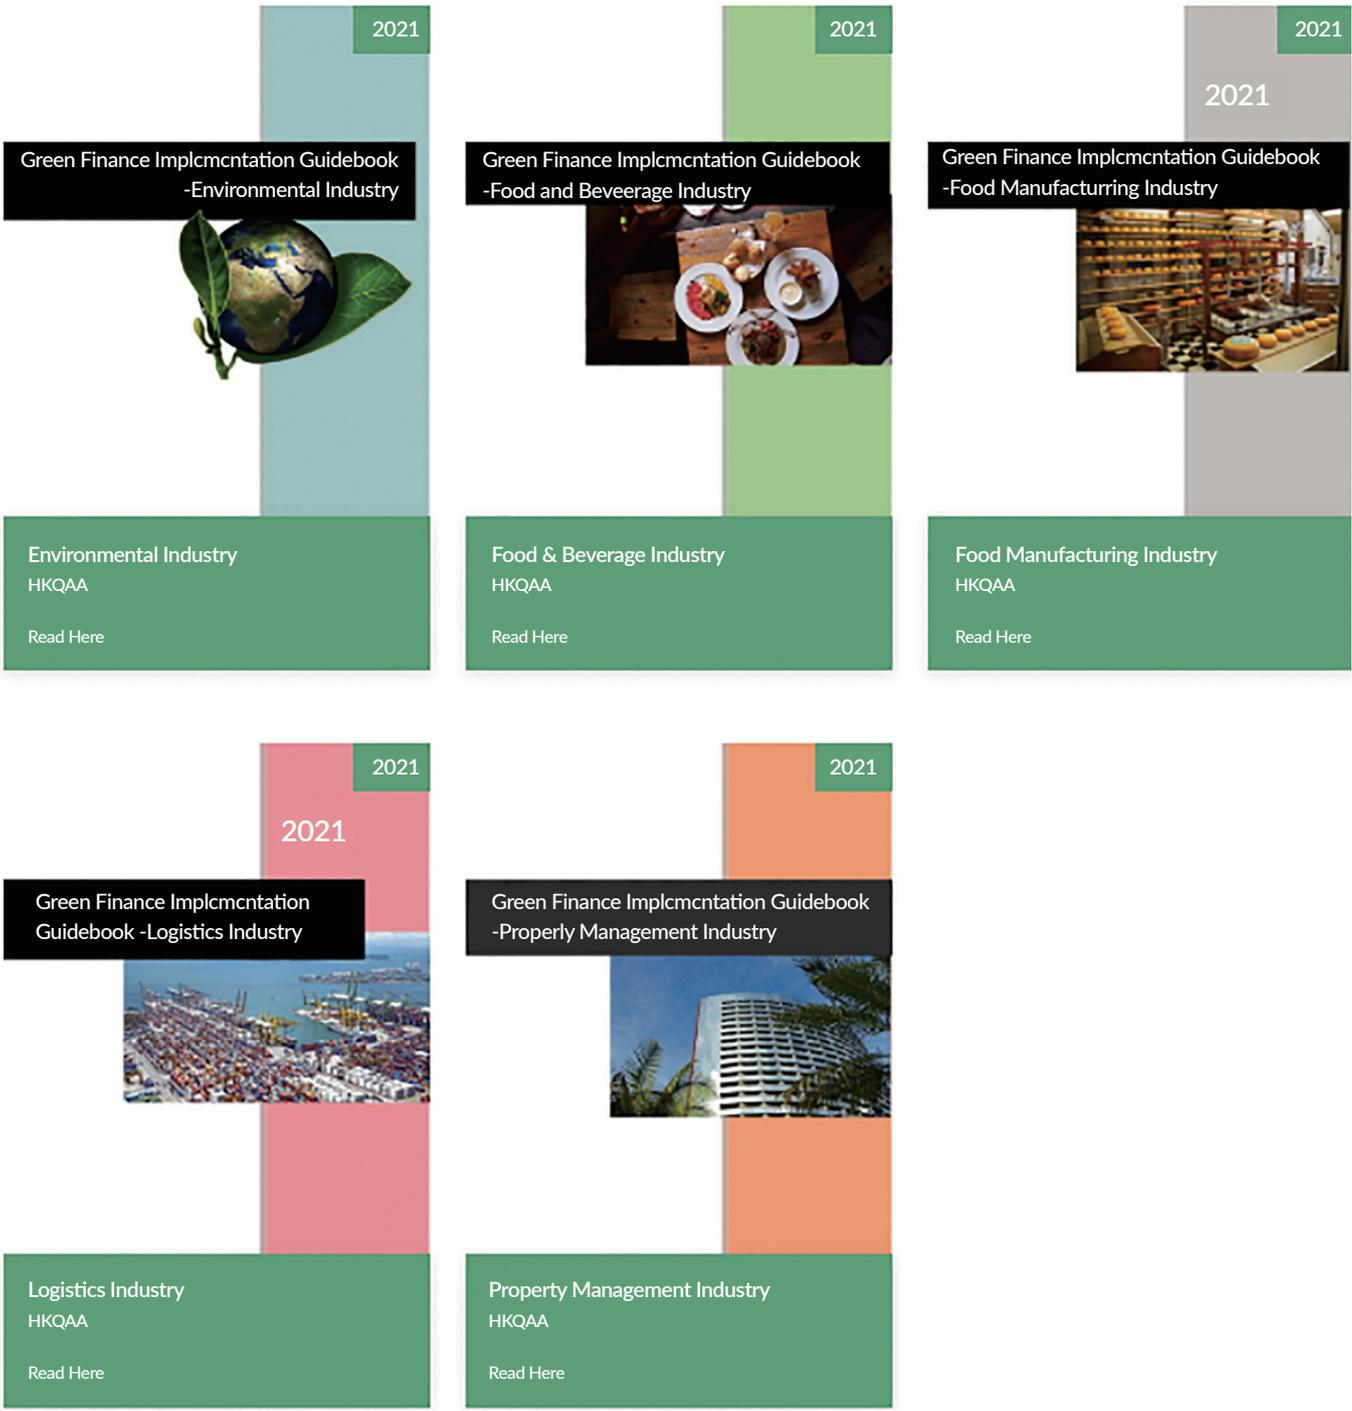 2021
Green Finance Implcmcntation Guidebook
-Environmental Industry
Environmental Industry
HKQAA
Read Here
2021
Green Finance Implcmcntation Guidebook
-Food and Beveerage Industry
Food & Beverage Industry
HKQAA
Read Here
2021
2021
Green Finance Implcmcntation Guidebook
-Food Manufacturring Industry
Food Manufacturing Industry
HKQAA
Read Here
2021
2021
Green Finance Implcmcntation
Guidebook -Logistics Industry
Logistics Industry
HKQAA
Read Here
2021
Green Finance Implcmcntation Guidebook
-Properly Management Industry
Property Management Industry
HKQAA
Read Here